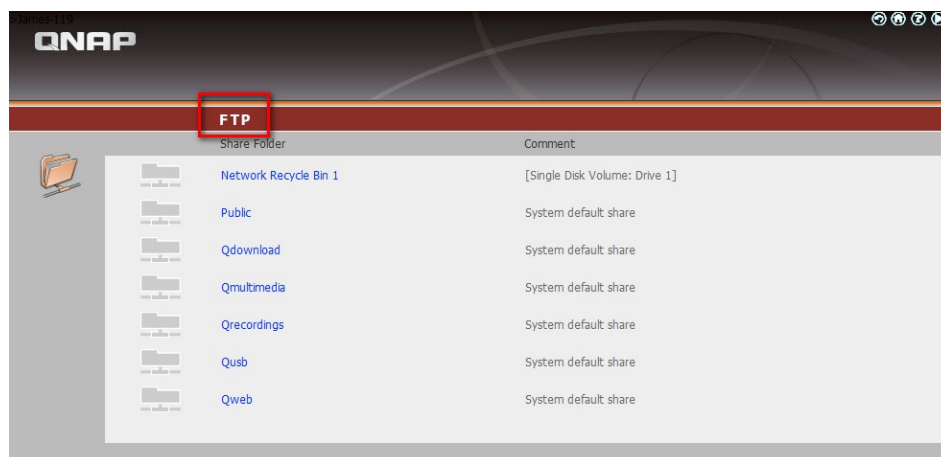 >James-119
QNAP
FTP
Share Folder Comment
Network Recycle Bin 1 [Single Disk Volume: Drive 1]
Public System default share
Qdownload System default share
Qmultimedia System default share
Qrecordings System default share
Qusb System default share
Qweb System default share